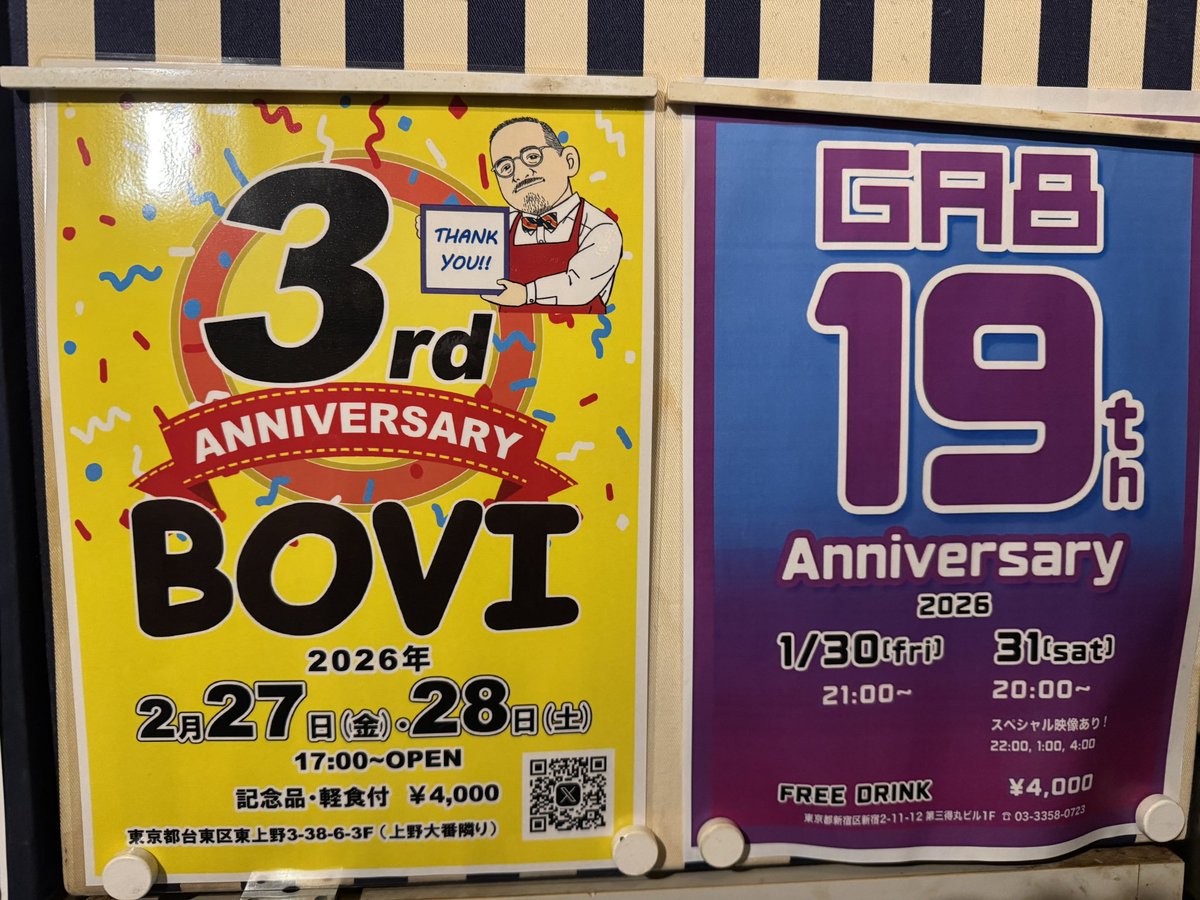 THANK
YOU!!
3rd
ANNIVERSARY
BOVI
2026年
2月27日(金)・28日(土)
17:00~OPEN
記念品・軽食付 ¥4,000
東京都台東区東上野3-38-6-3F(上野大番隣り)
GAB
19th
Anniversary
2026
1/30(fri) 31(sat)
21:00~ 20:00~
スペシャル映像あり!
22:00, 1:00, 4:00
FREE DRINK ¥4,000
東京都新宿区新宿2-11-12 第三得丸ビル1F ☎03-3358-0723